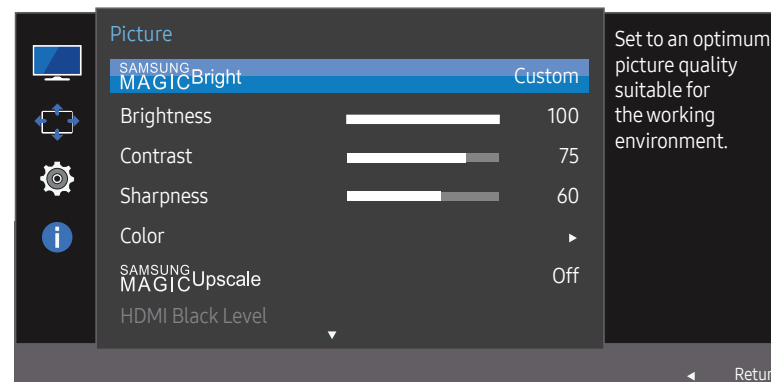 Picture
SAMSUNG
MAGICBright Custom
Brightness 100
Contrast 75
Sharpness 60
Color ▸
SAMSUNG
MAGICUpscale Off
HDMI Black Level
Set to an optimum
picture quality
suitable for
the working
environment.